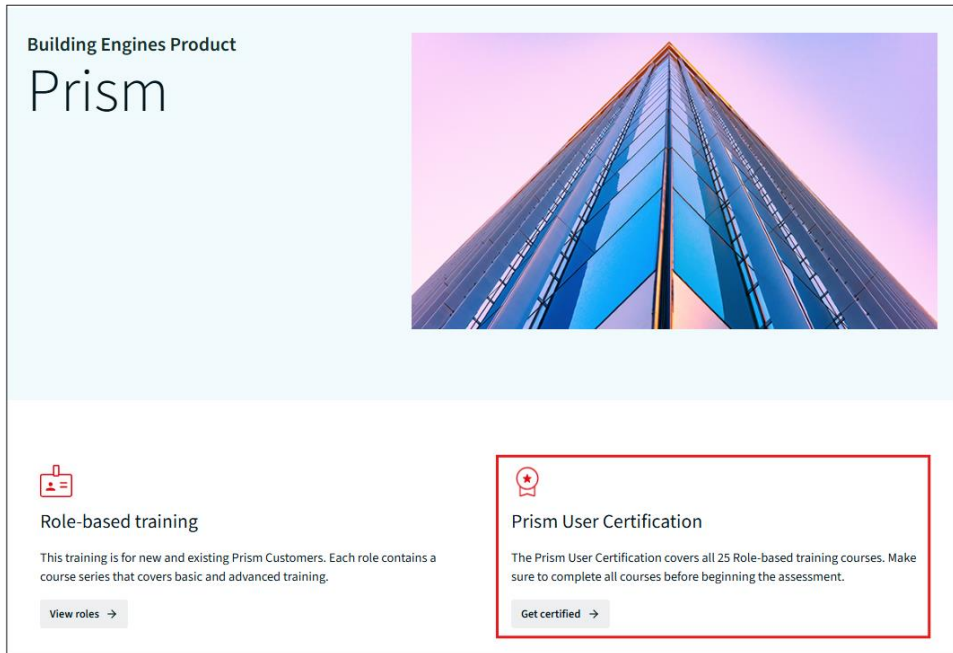 Building Engines Product
Prism
Role-based training
This training is for new and existing Prism Customers. Each role contains a
course series that covers basic and advanced training.
View roles →
Prism User Certification
The Prism User Certification covers all 25 Role-based training courses. Make
sure to complete all courses before beginning the assessment.
Get certified →